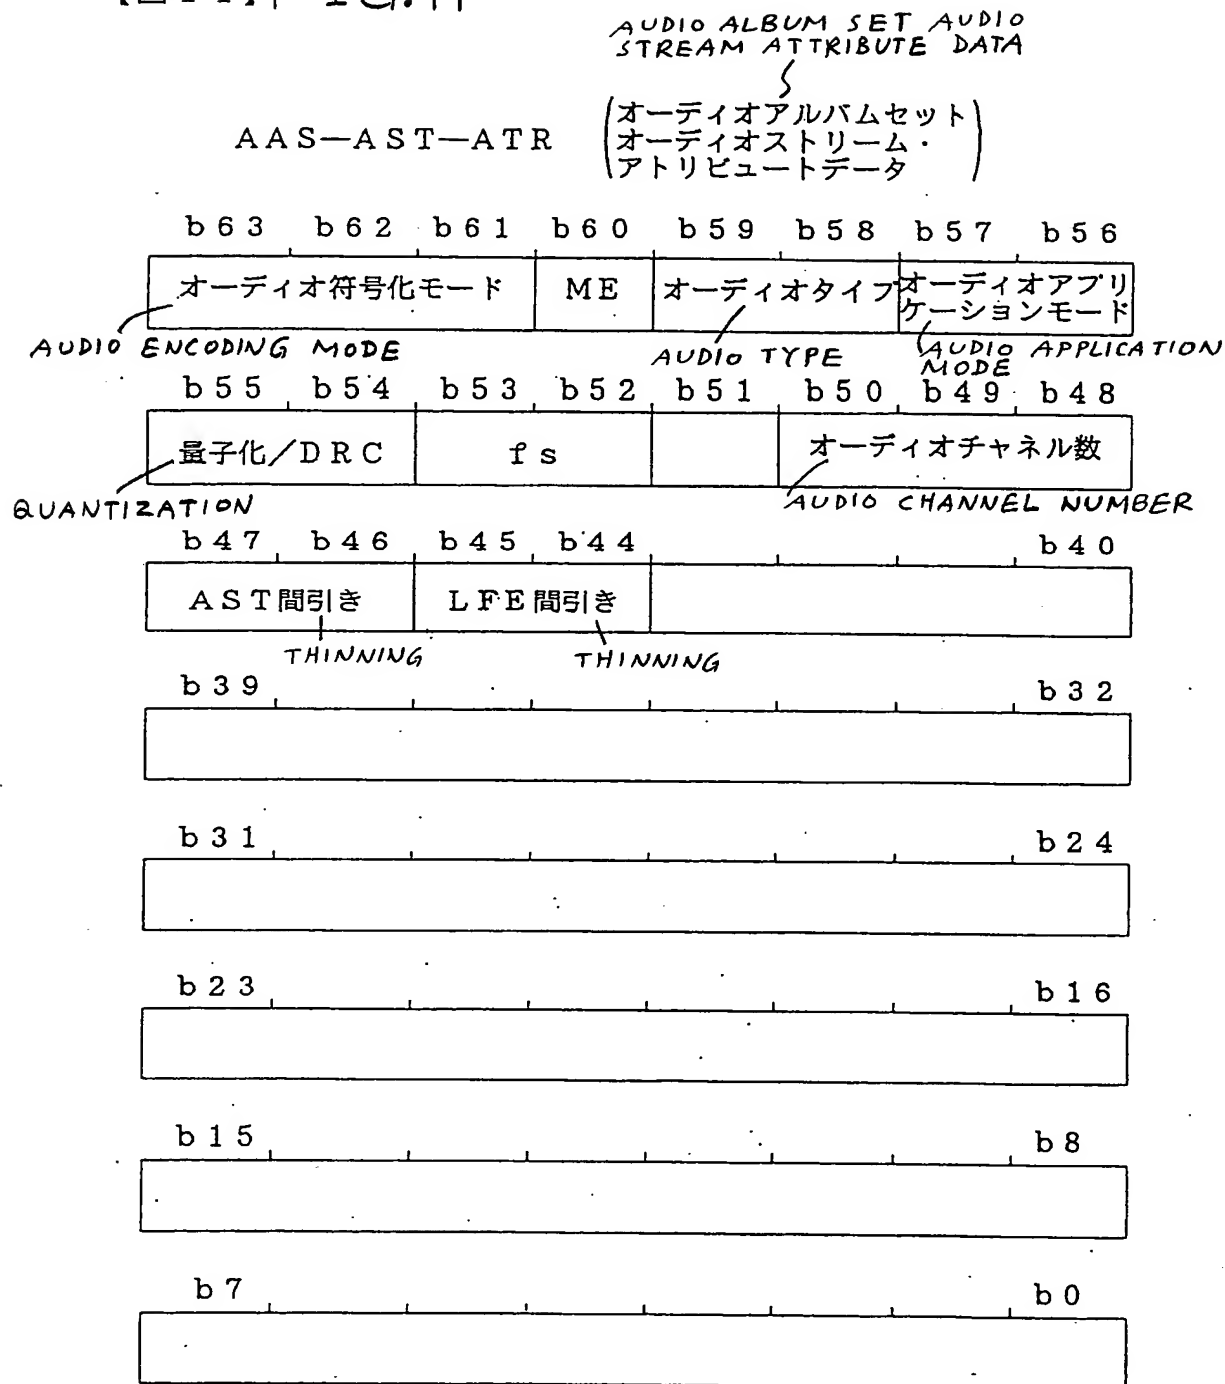 AUDIO ALBUM SET AUDIO
STREAM ATTRIBUTE DATA
AAS—AST—ATR
オーディオアルバムセット
オーディオストリーム・
アトリビュートデータ
b63 b62 b61 b60 b59 b58 b57 b56
オーディオ符号化モード ME オーディオタイプ オーディオアプリ
ケーションモード
AUDIO ENCODING MODE AUDIO TYPE AUDIO APPLICATION
MODE
b55 b54 b53 b52 b51 b50 b49 b48
量子化／DRC fs オーディオチャネル数
QUANTIZATION AUDIO CHANNEL NUMBER
b47 b46 b45 b44 b40
AST間引き LFE間引き
THINNING THINNING
b39 b32
b31 b24
b23 b16
b15 b8
b7 b0